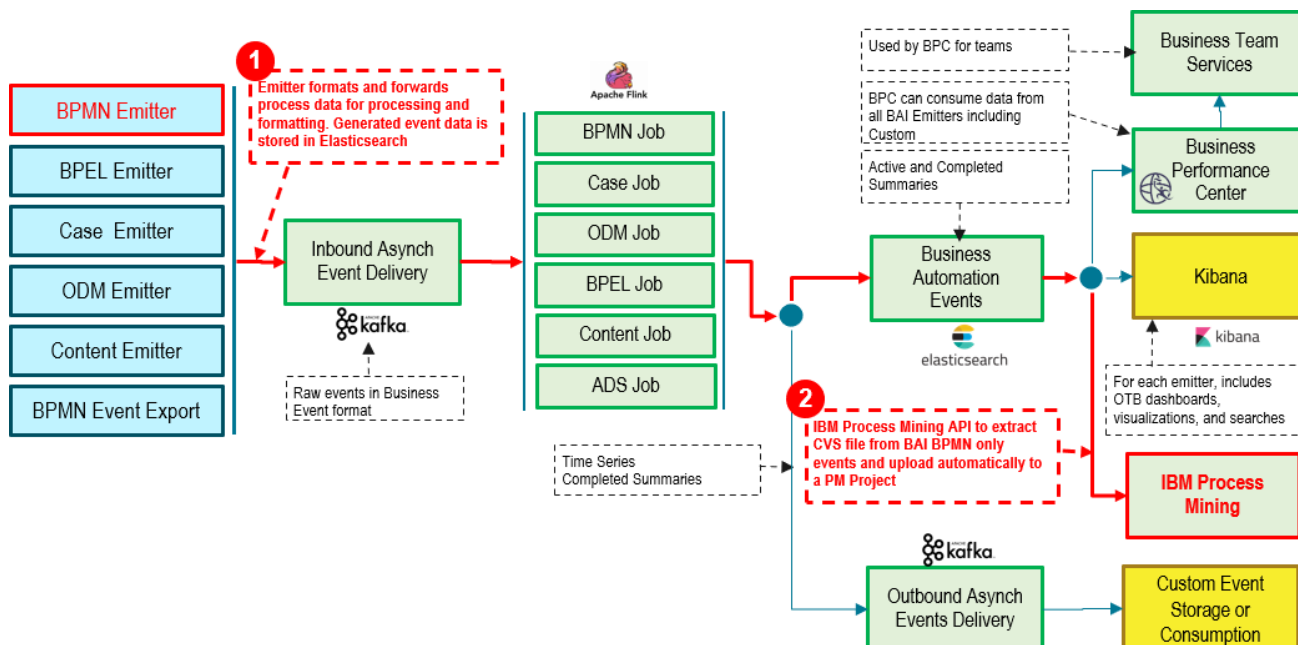 1
Emitter formats and forwards
process data for processing and
formatting. Generated event data is
stored in Elasticsearch
BPMN Emitter
BPEL Emitter
Case  Emitter
ODM Emitter
Content Emitter
BPMN Event Export
Inbound Asynch
Event Delivery
APACHE
kafka.
Raw events in Business
Event format
Apache Flink
BPMN Job
Case Job
ODM Job
BPEL Job
Content Job
ADS Job
Time Series
Completed Summaries
Used by BPC for teams
BPC can consume data from
all BAI Emitters including
Custom
Active and Completed
Summaries
Business
Automation
Events
elasticsearch
2
IBM Process Mining API to extract
CVS file from BAI BPMN only
events and upload automatically to
a PM Project
APACHE
kafka.
Outbound Asynch
Events Delivery
Business Team
Services
Business
Performance
Center
Kibana
kibana
For each emitter, includes
OTB dashboards,
visualizations, and searches
IBM Process
Mining
Custom Event
Storage or
Consumption